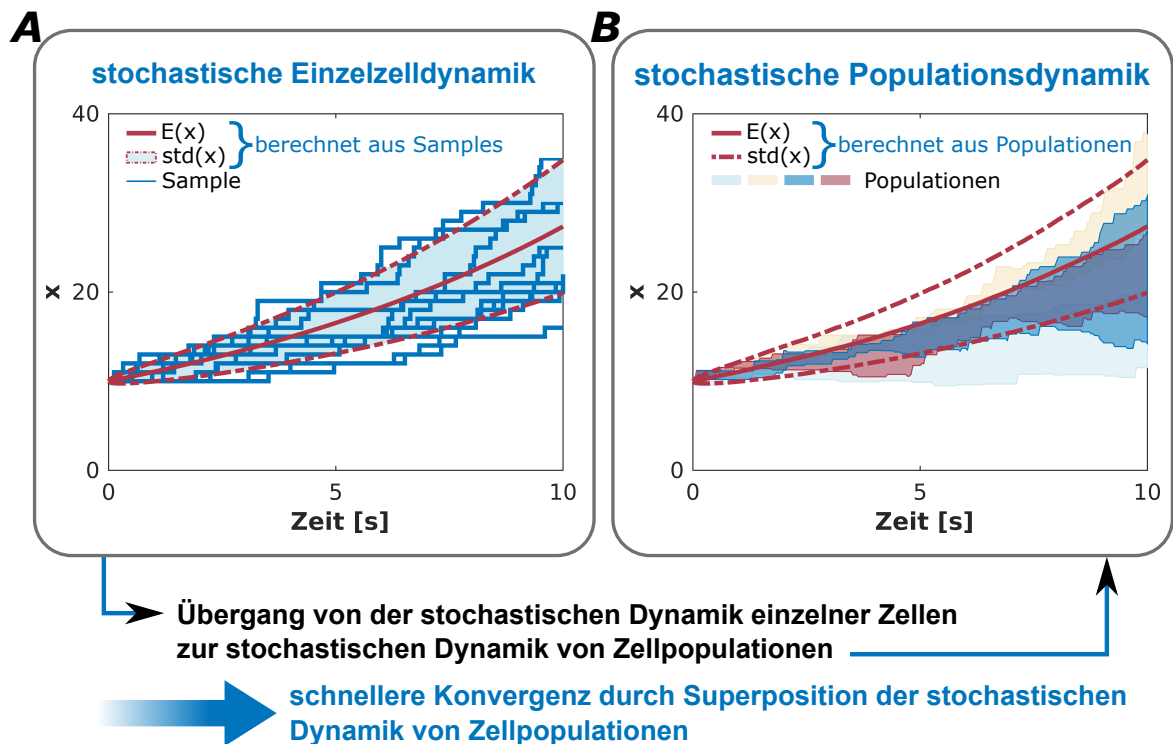 A
stochastische Einzelzelldynamik
40
E(x)
std(x)
berechnet aus Samples
Sample
x
20
0
0
5
10
Zeit [s]
B
stochastische Populationsdynamik
40
E(x)
std(x)
berechnet aus Populationen
Populationen
x
20
0
0
5
10
Zeit [s]
Übergang von der stochastischen Dynamik einzelner Zellen
zur stochastischen Dynamik von Zellpopulationen
schnellere Konvergenz durch Superposition der stochastischen
Dynamik von Zellpopulationen